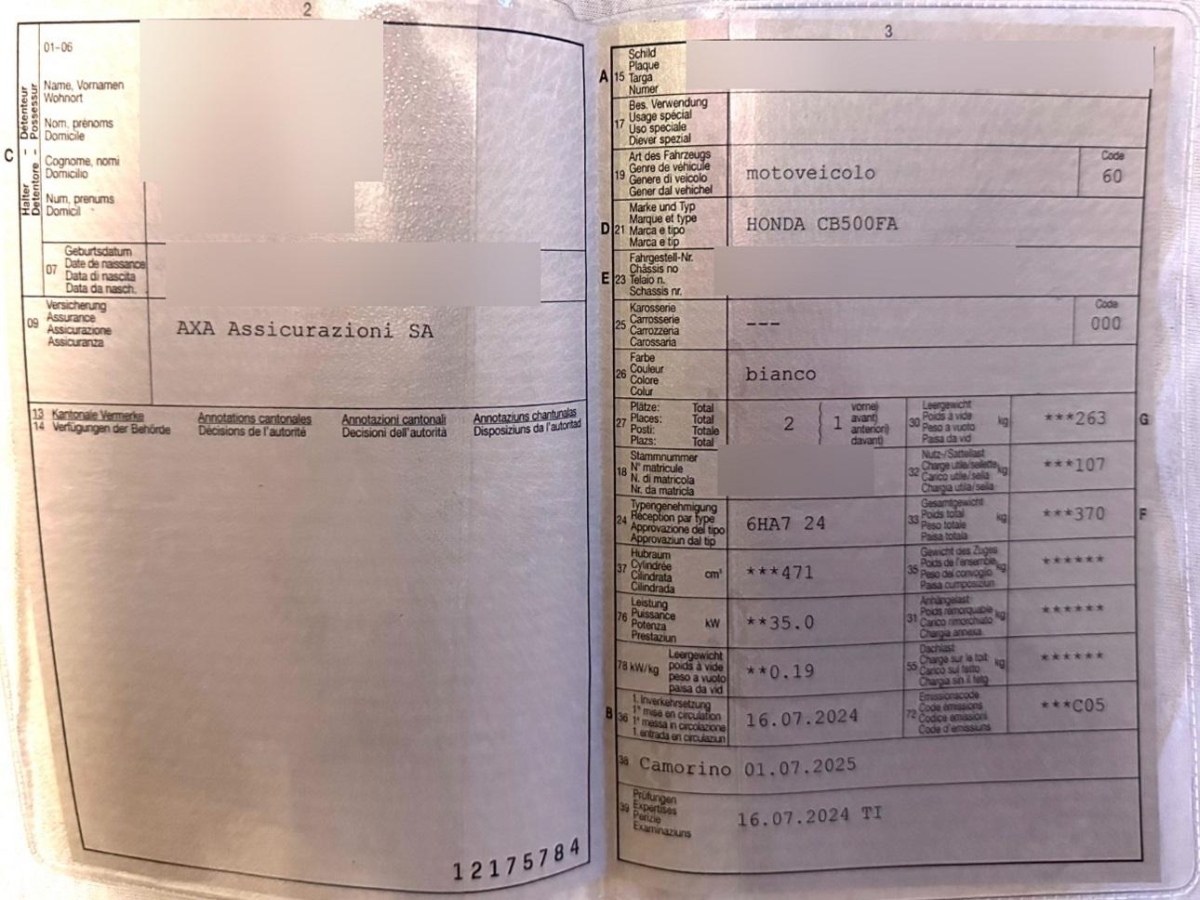 2
01-06
Halter - Détenteur
Detentore - Possessur
C
Name, Vornamen
Wohnort
Nom, prénoms
Domicile
Cognome, nomi
Domicilio
Num, prenums
Domicil
07
Geburtsdatum
Date de naissance
Data di nascita
Data da nasch.
09
Versicherung
Assurance
Assicurazione
Assicuranza
AXA Assicurazioni SA
13 Kantonale Vermerke Annotations cantonales Annotazioni cantonali Annotaziuns chantunalas
14 Verfügungen der Behörde Décisions de l'autorité Decisioni dell'autorità Disposiziuns da l'autoritad
12175784
3
A 15
Schild
Plaque
Targa
Numer
17
Bes. Verwendung
Usage spécial
Uso speciale
Diever spezial
19
Art des Fahrzeugs
Genre de véhicule
Genere di veicolo
Gener dal vehichel
motoveicolo
Code
60
D 21
Marke und Typ
Marque et type
Marca e tipo
Marca e tip
HONDA CB500FA
E 23
Fahrgestell-Nr.
Châssis no
Telaio n.
Schassis nr.
25
Karosserie
Carrosserie
Carrozzeria
Carossaria
---
Code
000
26
Farbe
Couleur
Colore
Colur
bianco
27
Plätze: Total
Places: Total
Posti: Totale
Plazs: Total
2 { 1
vorne)
avant)
anteriori)
davant)
30
Leergewicht
Poids à vide
Peso a vuoto
Paisa da vid
kg
***263
G
18
Stammnummer
N° matricule
N. di matricola
Nr. da matricla
32
Nutz-/Sattellast
Charge utile/sellette
Carico utile/sella
Chargia utila/sella
kg
***107
24
Typengenehmigung
Réception par type
Approvazione del tipo
Approvaziun dal tip
6HA7 24
33
Gesamtgewicht
Poids total
Peso totale
Paisa totala
kg
***370
F
37
Hubraum
Cylindrée
Cilindrata
Cilindrada
cm³
***471
35
Gewicht des Zuges
Poids de l'ensemble
Peso del convoglio
Paisa cumposiziun
kg
******
76
Leistung
Puissance
Potenza
Prestaziun
kW
**35.0
31
Anhängelast
Poids remorquable
Carico rimorchiato
Chargia annexa
kg
******
78 kW/kg
Leergewicht
poids à vide
peso a vuoto
paisa da vid
**0.19
55
Dachlast
Charge sur le toit
Carico sul tetto
Chargia sin il tetg
kg
******
B 36
1. Inverkehrsetzung
1re mise en circulation
1a messa in circolazione
1. entrada en circulaziun
16.07.2024
72
Emissionscode
Code émissions
Codice emissioni
Code d'emissiuns
***C05
38 Camorino 01.07.2025
39
Prüfungen
Expertises
Perizie
Examinaziuns
16.07.2024 TI